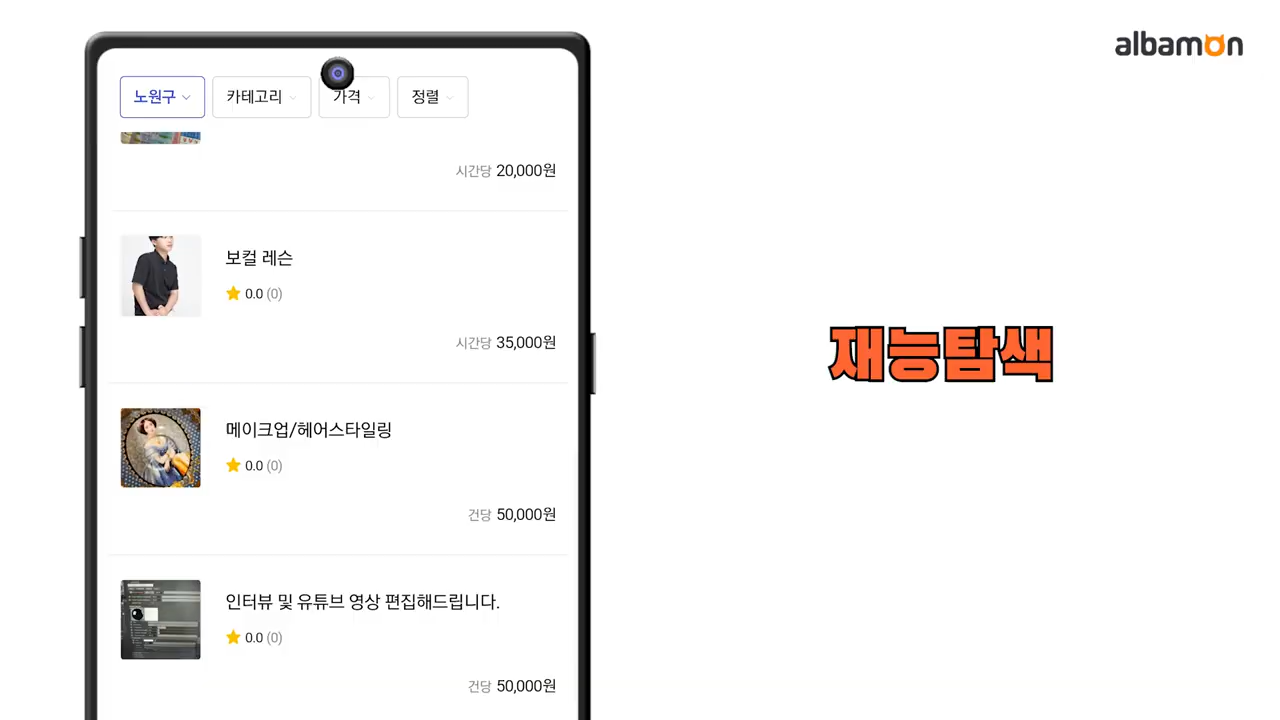 albamon
노원구
카테고리
가격
정렬
시간당 20,000원
보컬 레슨
0.0 (0)
시간당 35,000원
메이크업/헤어스타일링
0.0 (0)
건당 50,000원
인터뷰 및 유튜브 영상 편집해드립니다.
0.0 (0)
건당 50,000원
재능탐색